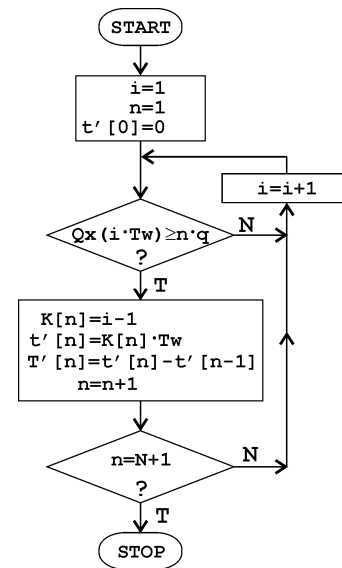 START
i=1
n=1
t'[0]=0
i=i+1
Qx(i·Tw)≥n·q
?
N
T
K[n]=i-1
t'[n]=K[n]·Tw
T'[n]=t'[n]-t'[n-1]
n=n+1
n=N+1
?
N
T
STOP